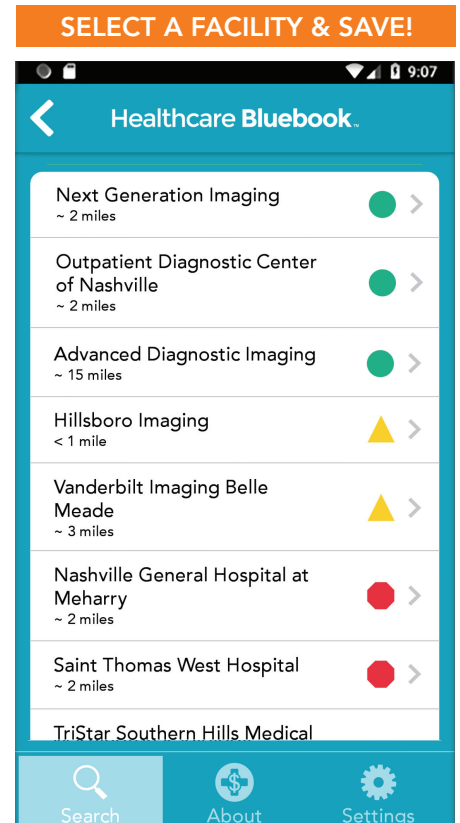 SELECT A FACILITY & SAVE!
9:07
Healthcare Bluebook™
Next Generation Imaging
~ 2 miles
Outpatient Diagnostic Center
of Nashville
~ 2 miles
Advanced Diagnostic Imaging
~ 15 miles
Hillsboro Imaging
< 1 mile
Vanderbilt Imaging Belle
Meade
~ 3 miles
Nashville General Hospital at
Meharry
~ 2 miles
Saint Thomas West Hospital
~ 2 miles
TriStar Southern Hills Medical
Search About Settings